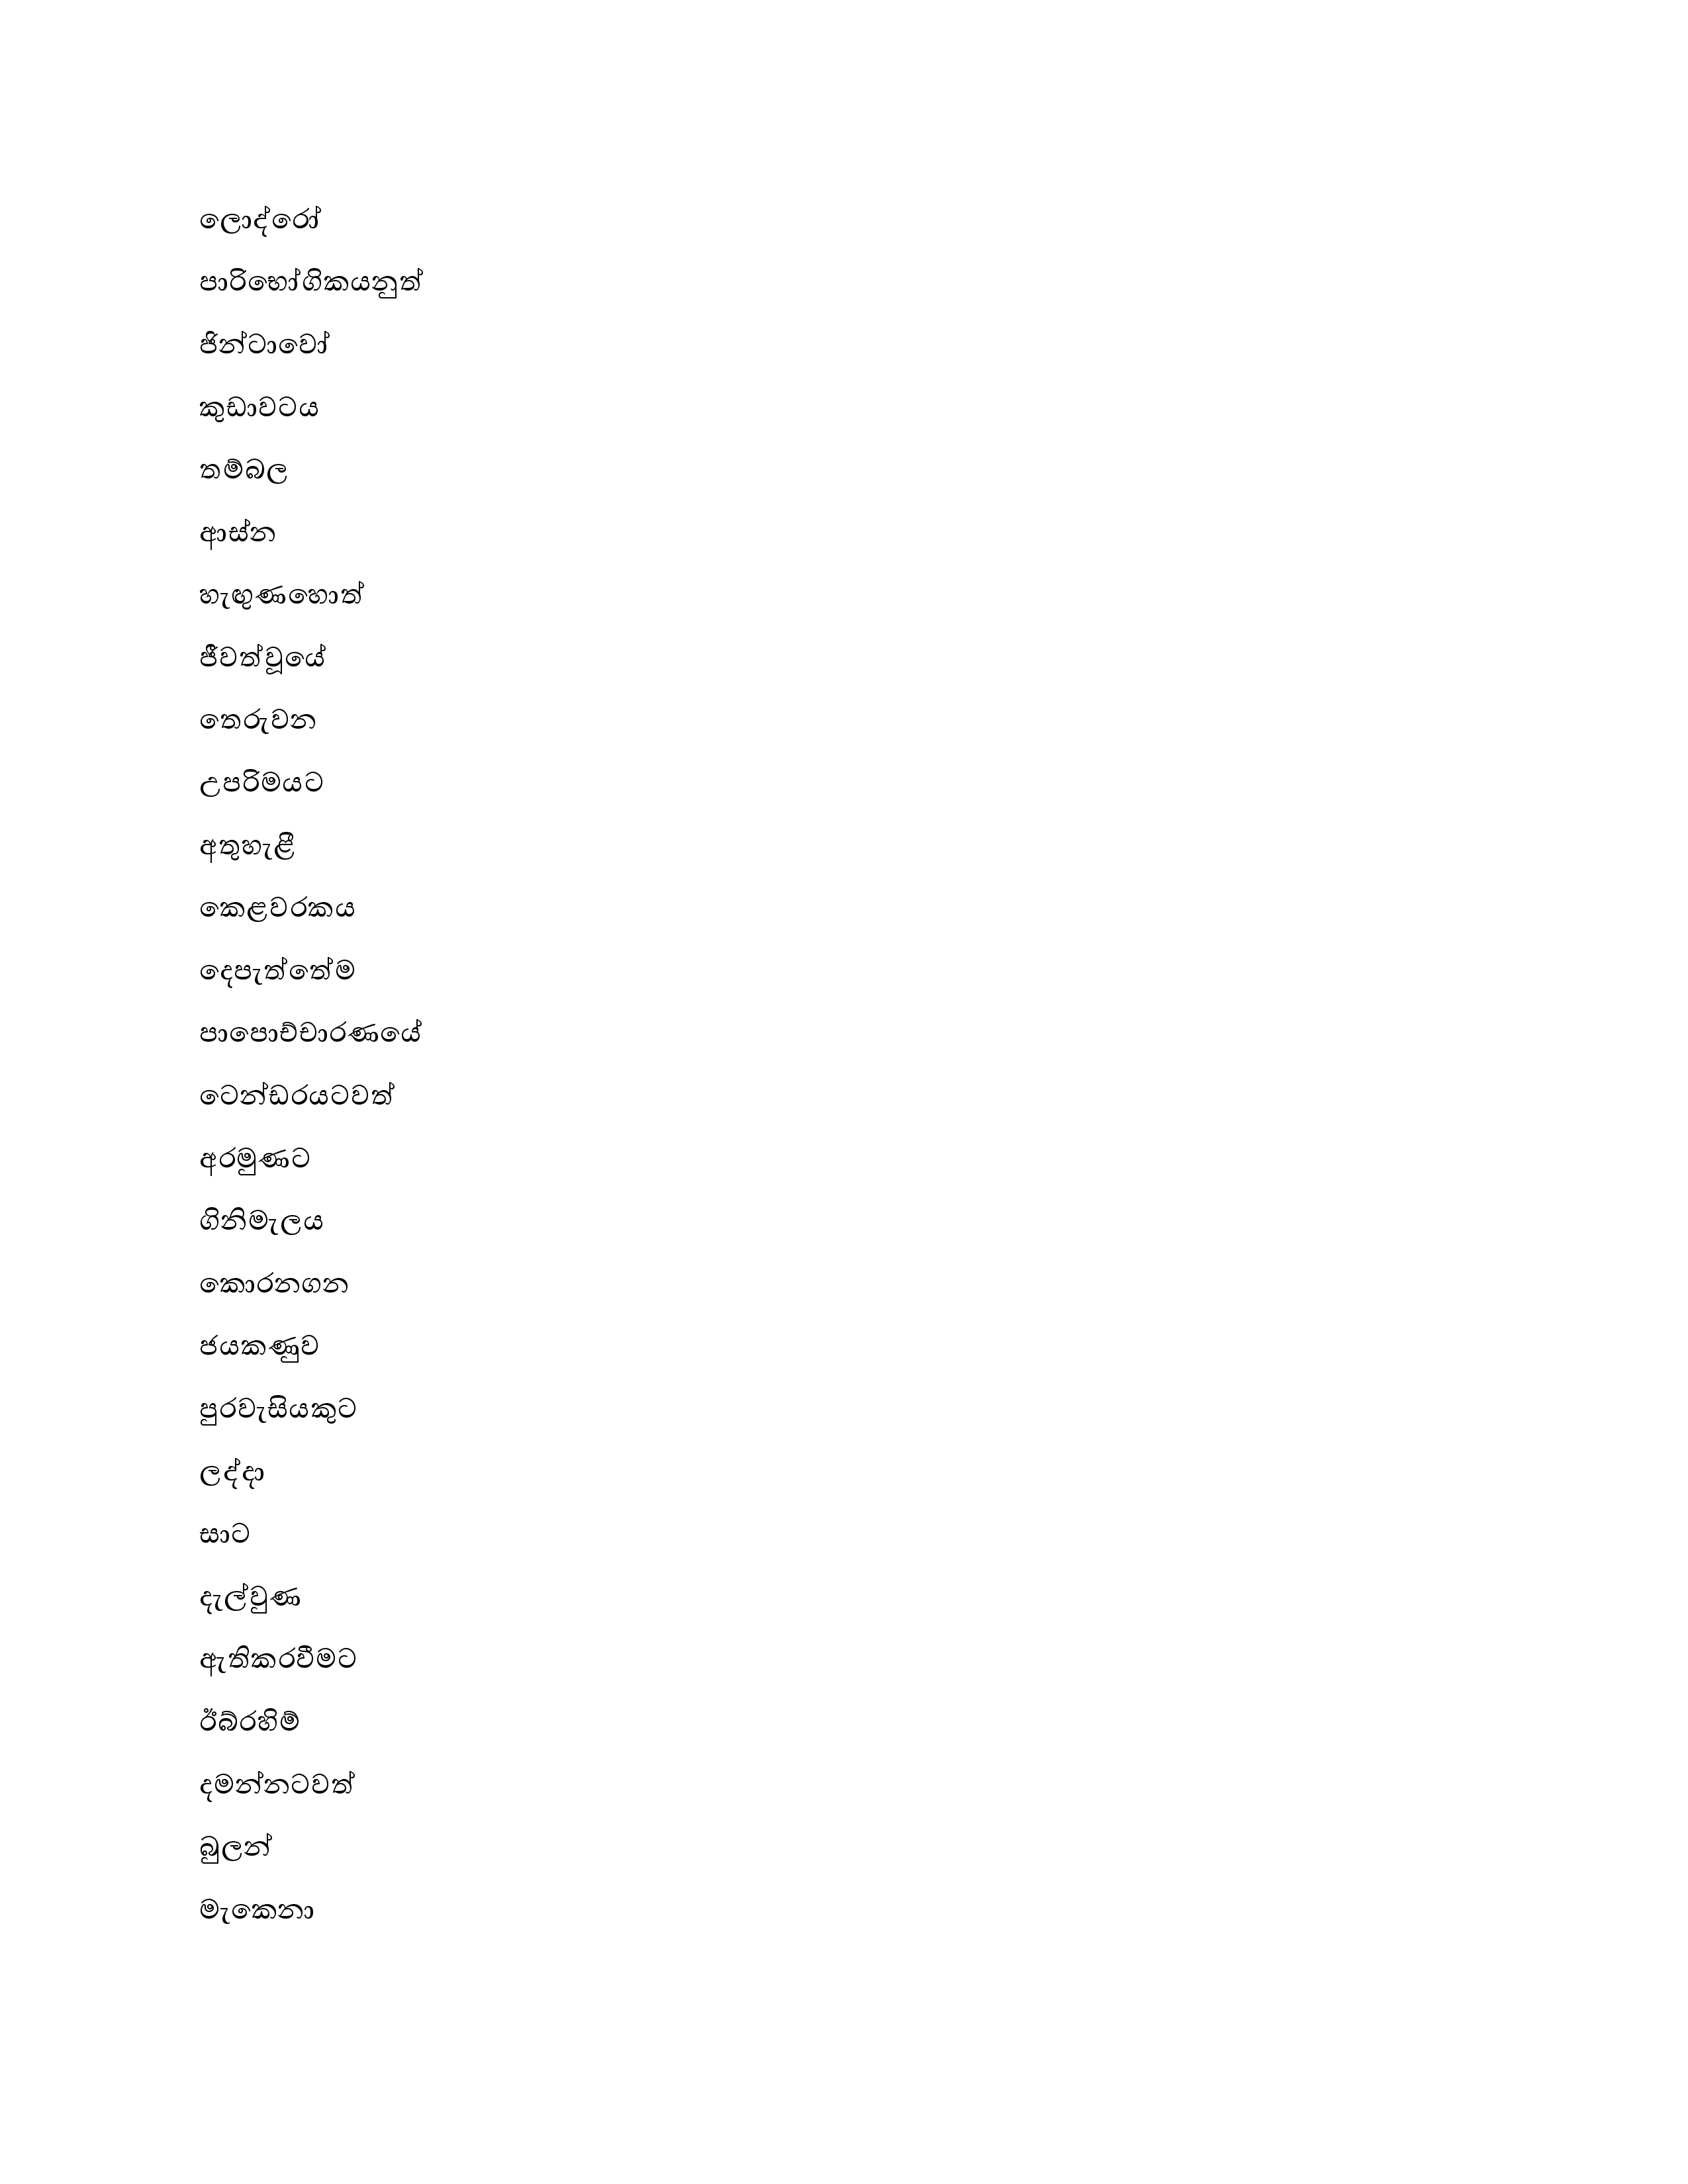 ලොද්රෝ
පාරිභෝගිකයනුත්
ජින්ටාවෝ
කුඩාවටය
තම්බල
ආස්න
හැඟුණහොත්
ජීවත්වූයේ
තෙරුවන
උපරිමයට
අතුහැළී
කෙළවරකය
දෙපැත්තේම
පාපොච්චාරණයේ
ටෙන්ඩරයටවත්
අරමුණට
ගිනිමැලය
කොරනගන
ජයකණුව
පුරවැසියකුට
ලද්දා
සාට
දැල්වුණ
ඇතිකරවීමට
ඊබ්රහිම්
දමන්නටවත්
බුලන්
මැකෙනා